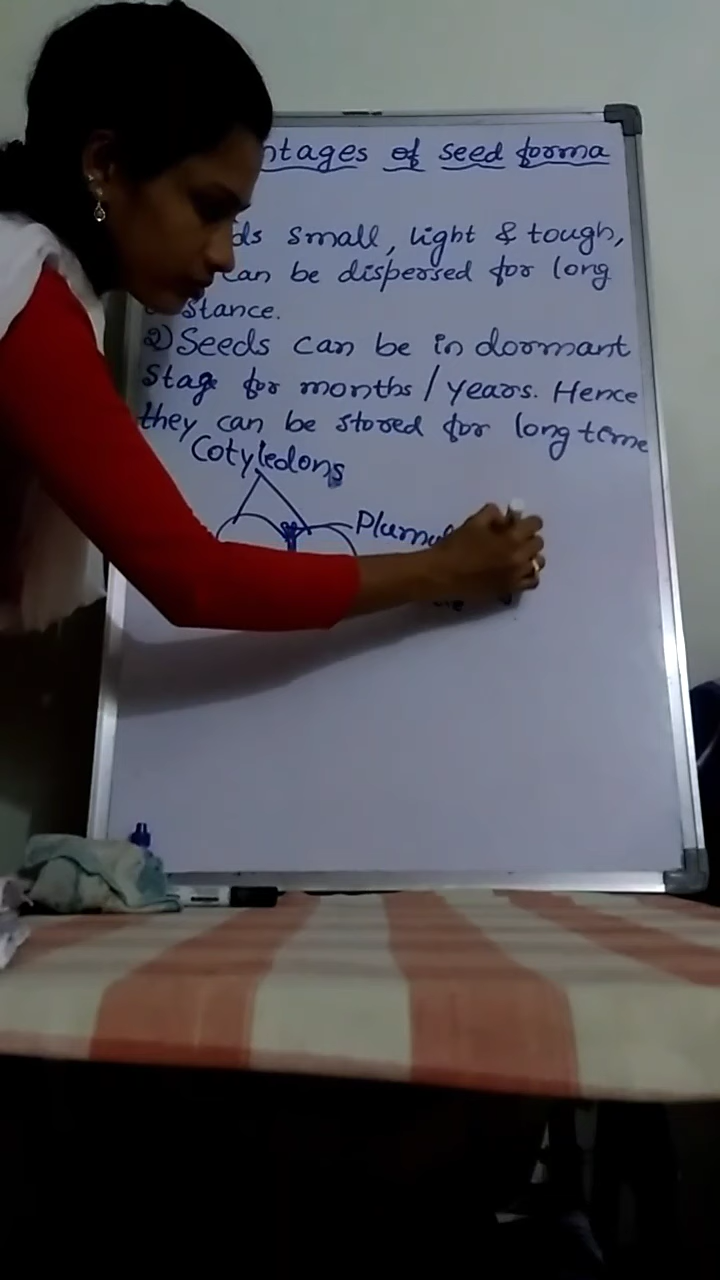 ntages of seed forma
ds small, light & tough,
can be dispersed for long
stance.
2) Seeds can be in dormant
stage for months / years. Hence
they can be stored for long time
Cotyledons
Plumul